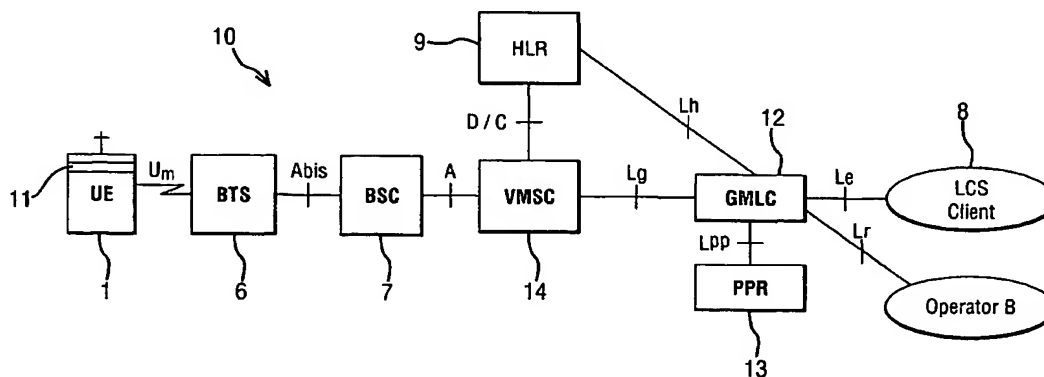 10
9
HLR
12
8
D / C
Lh
11
UE
Um
BTS
Abis
BSC
A
VMSC
Lg
GMLC
Le
LCS
Client
Lr
Lpp
1
6
7
14
PPR
Operator B
13